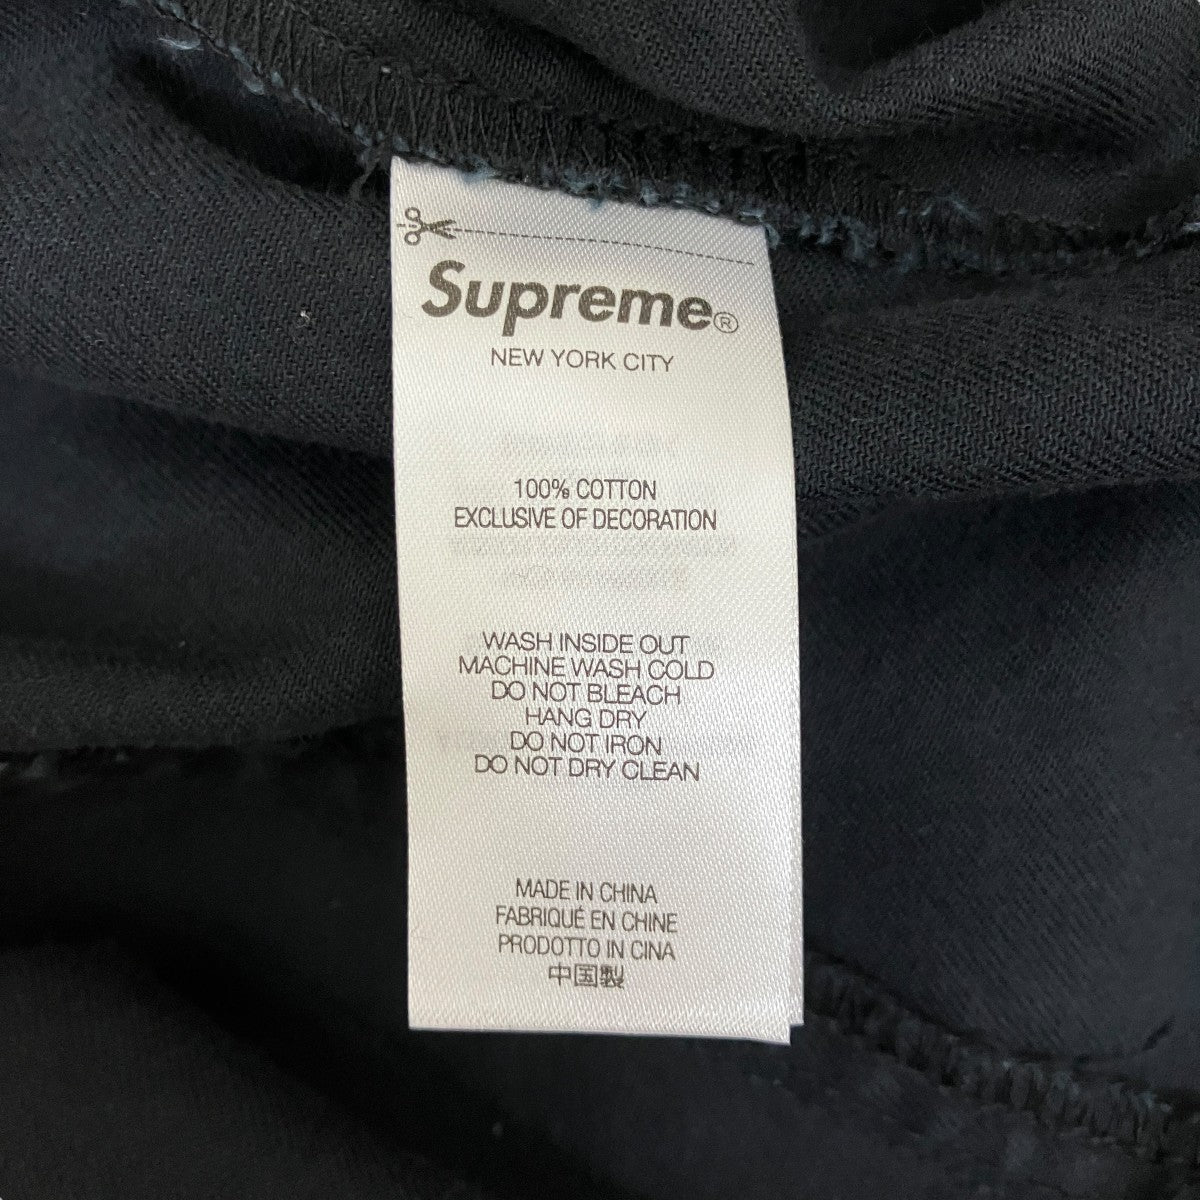 Supreme®
NEW YORK CITY
100% COTTON
EXCLUSIVE OF DECORATION
WASH INSIDE OUT
MACHINE WASH COLD
DO NOT BLEACH
HANG DRY
DO NOT IRON
DO NOT DRY CLEAN
MADE IN CHINA
FABRIQUÉ EN CHINE
PRODOTTO IN CINA
中国製